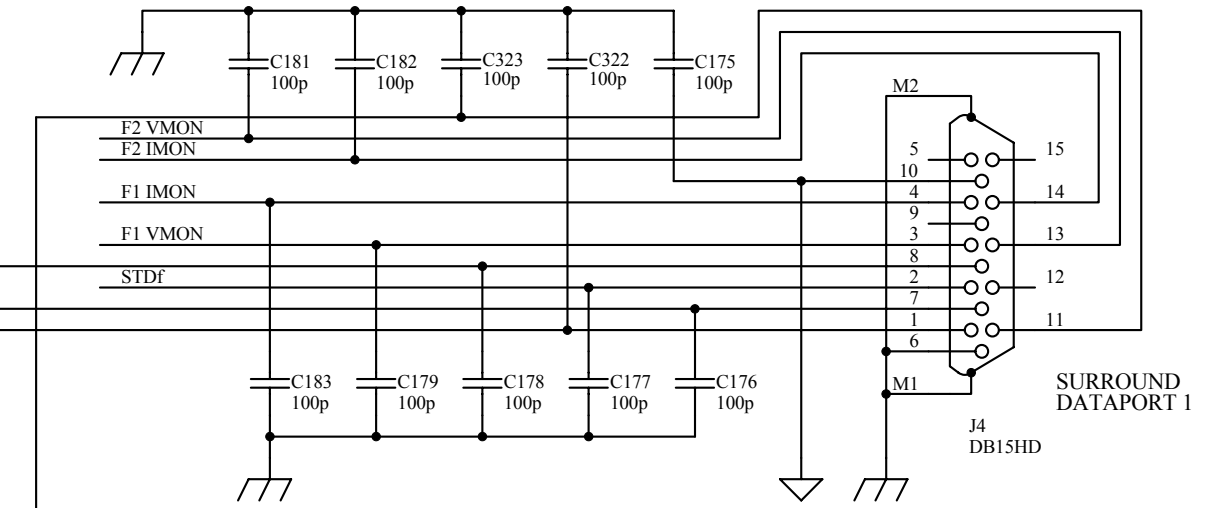 C181
100p
C182
100p
C323
100p
C322
100p
C175
100p
F2 VMON
F2 IMON
F1 IMON
F1 VMON
STDf
M2
5
10
4
9
3
8
2
7
1
6
M1
15
14
13
12
11
C183
100p
C179
100p
C178
100p
C177
100p
C176
100p
SURROUND
DATAPORT 1
J4
DB15HD